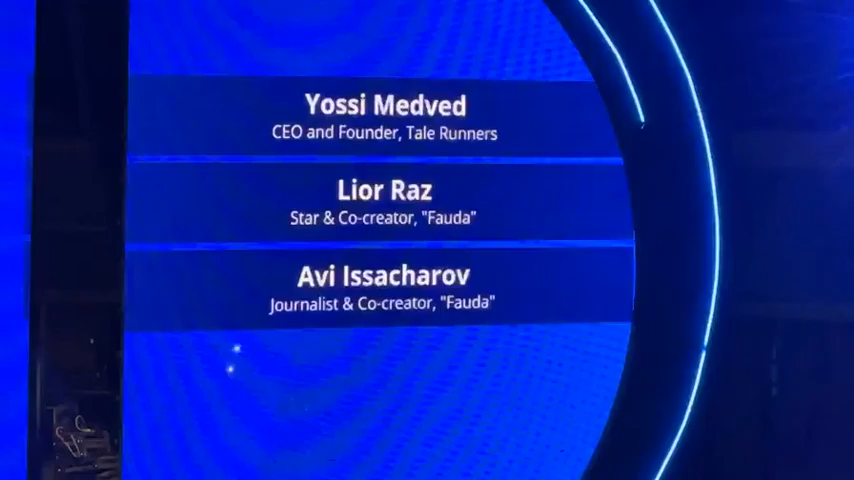 Yossi Medved
CEO and Founder, Tale Runners
Lior Raz
Star & Co-creator, "Fauda"
Avi Issacharov
Journalist & Co-creator, "Fauda"